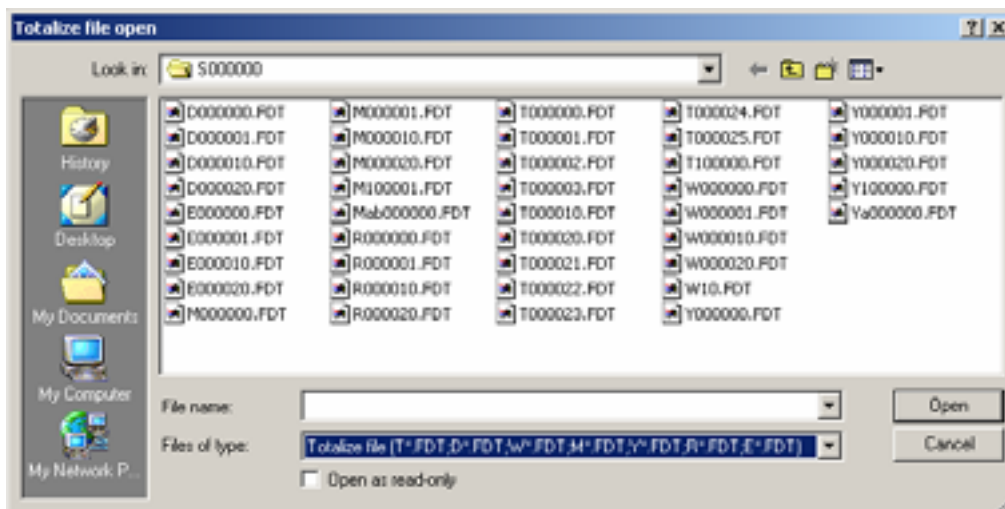 Totalize file open
Look in: S000000
History
Desktop
My Documents
My Computer
My Network P...
D000000.FDT
D000001.FDT
D000010.FDT
D000020.FDT
E000000.FDT
E000001.FDT
E000010.FDT
E000020.FDT
M000000.FDT
M000001.FDT
M000010.FDT
M000020.FDT
M100001.FDT
Mab000000.FDT
R000000.FDT
R000001.FDT
R000010.FDT
R000020.FDT
T000000.FDT
T000001.FDT
T000002.FDT
T000003.FDT
T000010.FDT
T000020.FDT
T000021.FDT
T000022.FDT
T000023.FDT
T000024.FDT
T000025.FDT
T100000.FDT
W000000.FDT
W000001.FDT
W000010.FDT
W000020.FDT
W10.FDT
Y000000.FDT
Y000001.FDT
Y000010.FDT
Y000020.FDT
Y100000.FDT
Ya000000.FDT
File name:
Open
Files of type: Totalize file (T*.FDT;D*.FDT;W*.FDT;M*.FDT;Y*.FDT;R*.FDT;E*.FDT)
Cancel
Open as read-only